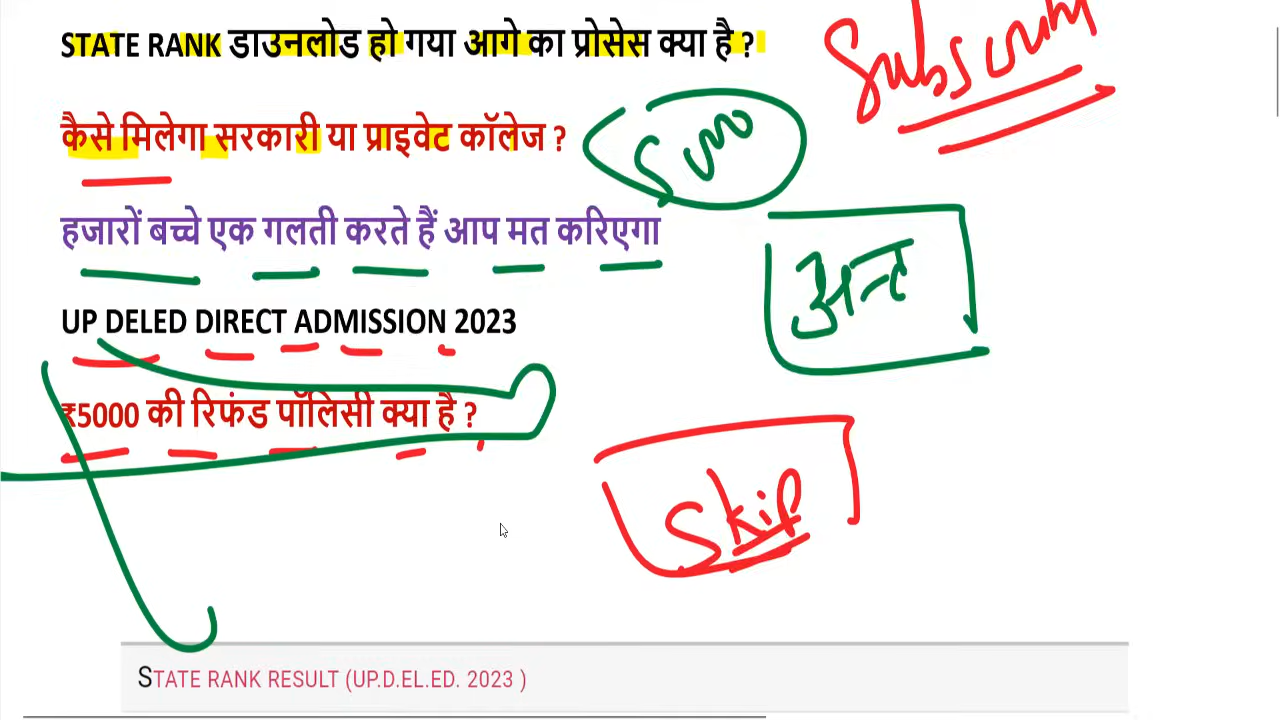 STATE RANK डाउनलोड हो गया आगे का प्रोसेस क्या है ?
Subscribe
कैसे मिलेगा सरकारी या प्राइवेट कॉलेज ?
हजारों बच्चे एक गलती करते हैं आप मत करिएगा
अन्त
UP DELED DIRECT ADMISSION 2023
₹5000 की रिफंड पॉलिसी क्या है ?
Skip
STATE RANK RESULT (UP.D.EL.ED. 2023 )